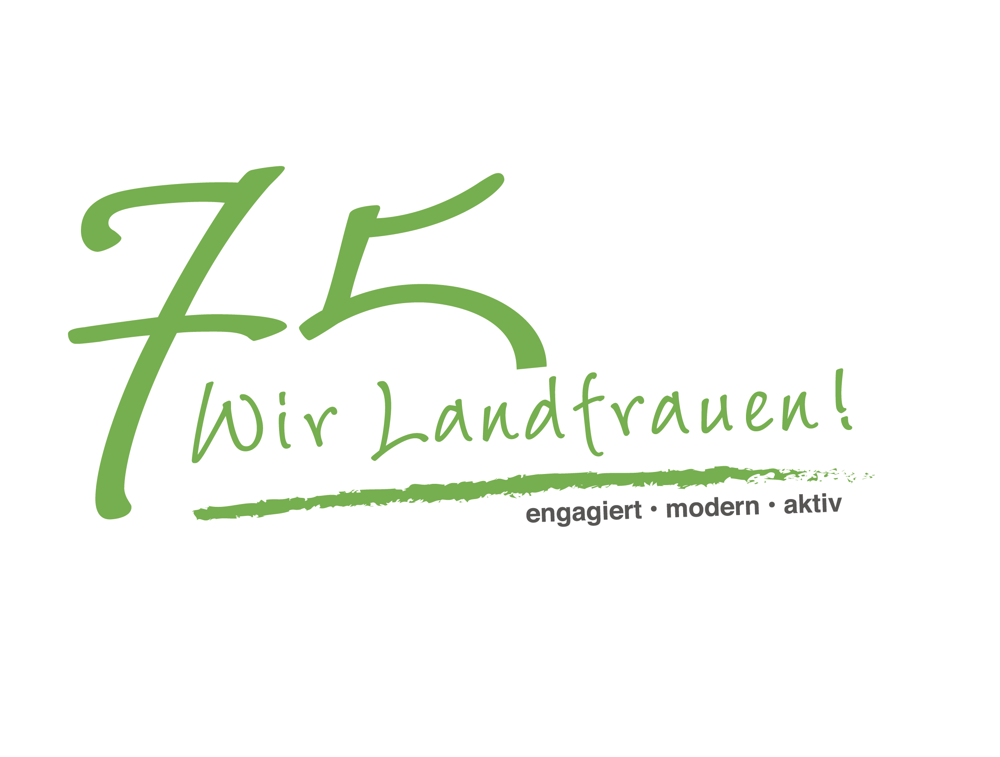 75
Wir Landfrauen!
engagiert · modern · aktiv